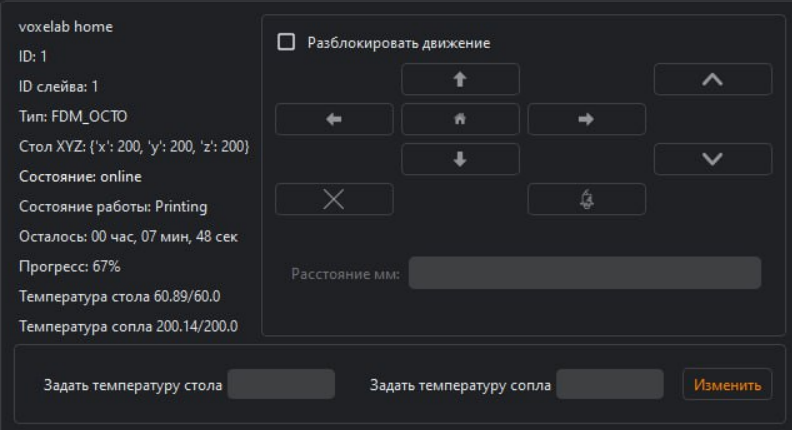 voxelab home
ID: 1
ID слейва: 1
Тип: FDM_OCTO
Стол XYZ: {'x': 200, 'y': 200, 'z': 200}
Состояние: online
Состояние работы: Printing
Осталось: 00 час, 07 мин, 48 сек
Прогресс: 67%
Температура стола 60.89/60.0
Температура сопла 200.14/200.0
Разблокировать движение
Расстояние мм:
Задать температуру стола
Задать температуру сопла
Изменить